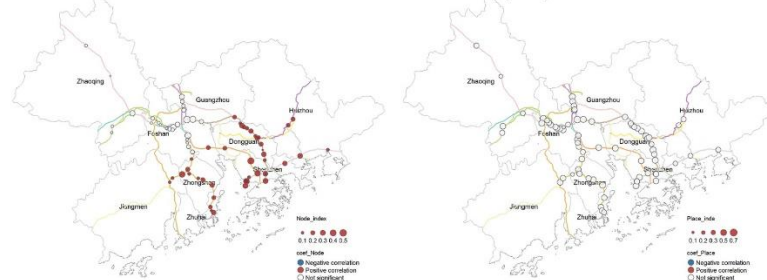 Zhaoqing
Guangzhou
Huizhou
Foshan
Dongguan
Shenzhen
Zhongshan
Jiangmen
Zhuhai
Node_index
0.1 0.2 0.3 0.4 0.5
coef_Node
Negative correlation
Positive correlation
Not significant
Zhaoqing
Guangzhou
Huizhou
Foshan
Dongguan
Shenzhen
Zhongshan
Jiangmen
Zhuhai
Place_inde
0.1 0.3 0.5 0.7
coef_Place
Negative correlation
Positive correlation
Not significant